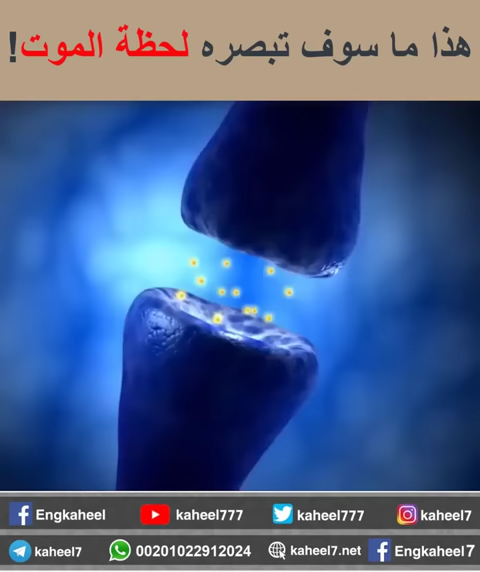 هذا ما سوف تبصره لحظة الموت!
Engkaheel kaheel777 kaheel777 kaheel7
kaheel7 00201022912024 kaheel7.net Engkaheel7